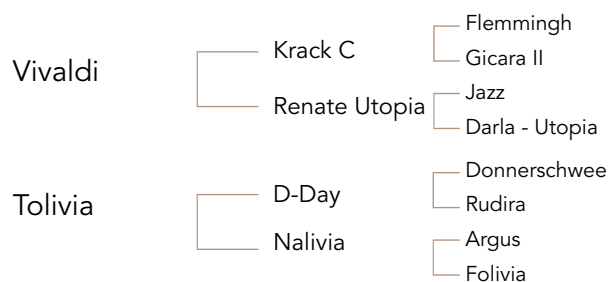 Vivaldi
Krack C
Flemmingh
Gicara II
Renate Utopia
Jazz
Darla - Utopia
Tolivia
D-Day
Donnerschwee
Rudira
Nalivia
Argus
Folivia